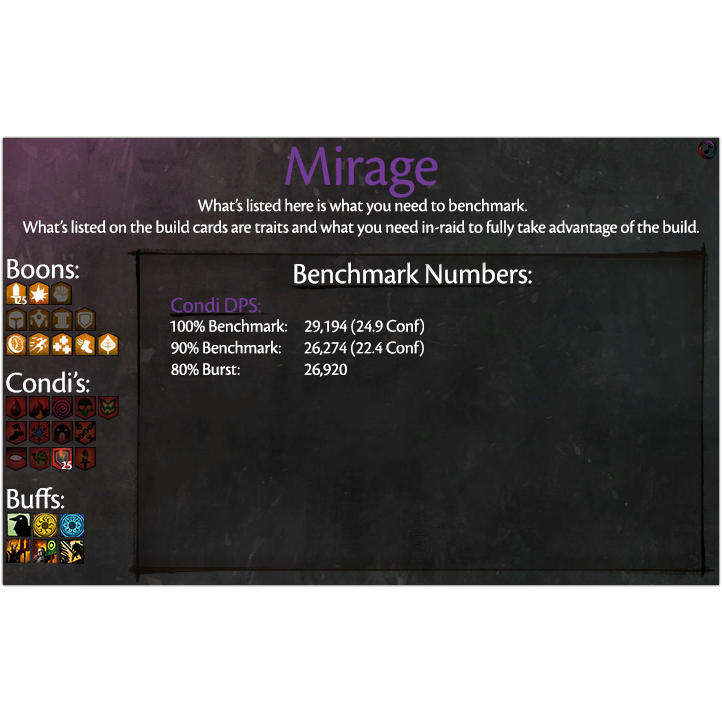 Mirage
What's listed here is what you need to benchmark.
What's listed on the build cards are traits and what you need in-raid to fully take advantage of the build.
Boons:
25
Condi's:
25
Buffs:
Benchmark Numbers:
Condi DPS:
100% Benchmark: 29,194 (24.9 Conf)
90% Benchmark: 26,274 (22.4 Conf)
80% Burst: 26,920